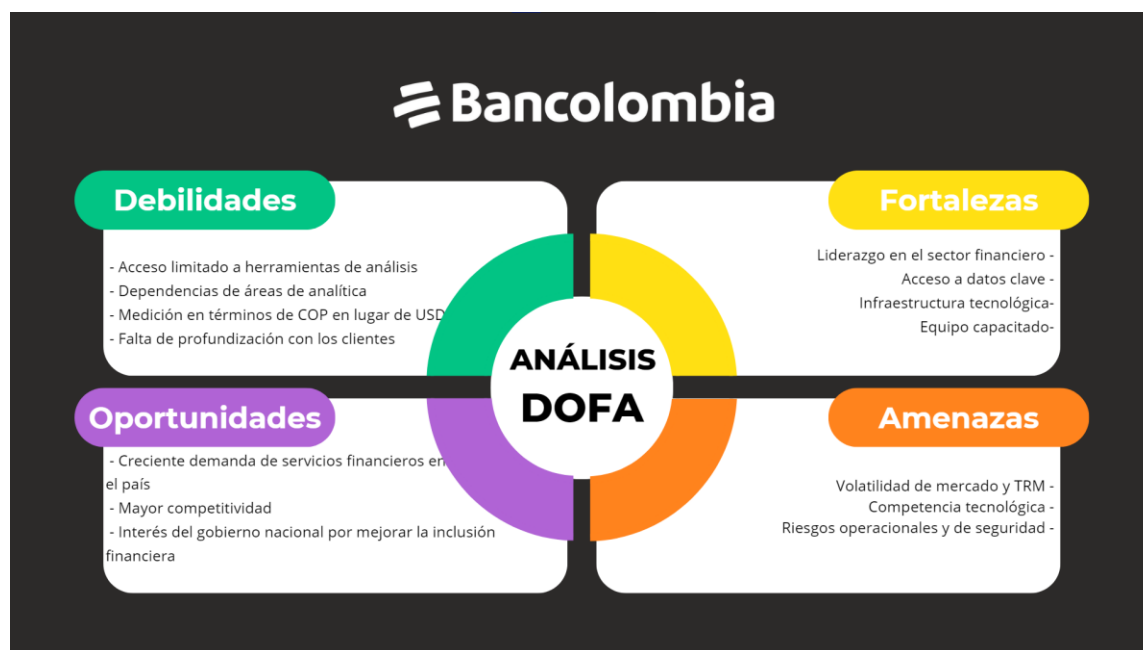 Bancolombia
Debilidades
- Acceso limitado a herramientas de análisis
- Dependencias de áreas de analítica
- Medición en términos de COP en lugar de USD
- Falta de profundización con los clientes
Fortalezas
Liderazgo en el sector financiero -
Acceso a datos clave -
Infraestructura tecnológica-
Equipo capacitado-
ANÁLISIS
DOFA
Oportunidades
- Creciente demanda de servicios financieros en
el país
- Mayor competitividad
- Interés del gobierno nacional por mejorar la inclusión
financiera
Amenazas
Volatilidad de mercado y TRM -
Competencia tecnológica -
Riesgos operacionales y de seguridad -